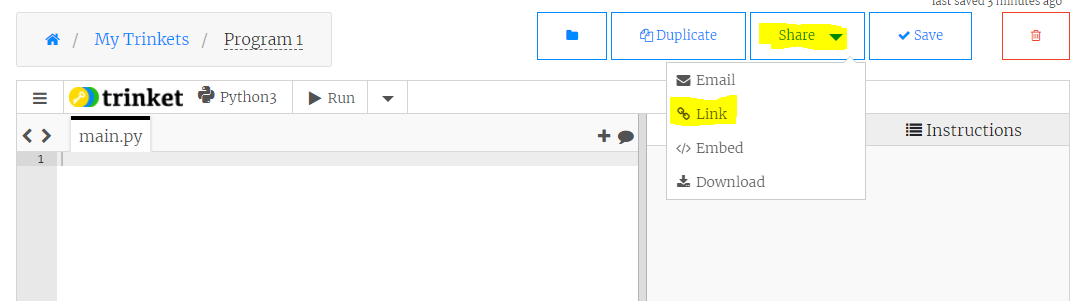 last saved 3 minutes ago
/ My Trinkets / Program 1
Duplicate
Share
Save
trinket Python3 Run
Email
Link
</> Embed
Download
main.py
Instructions
1